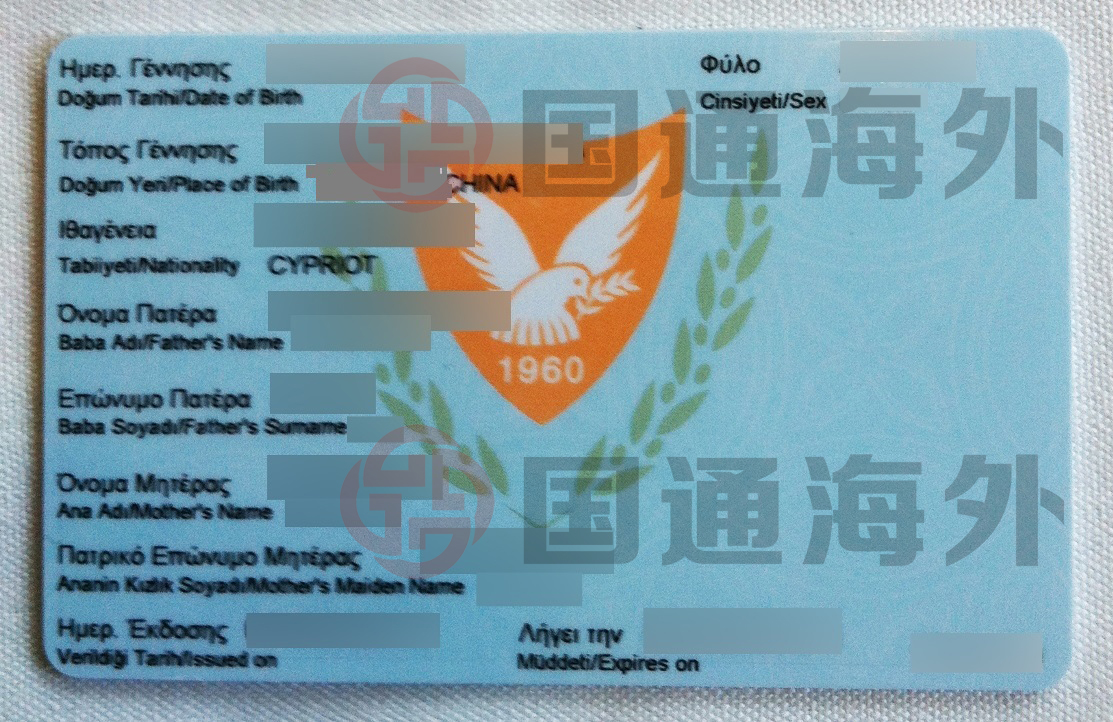 Ημερ. Γέννησης
Doğum Tarihi/Date of Birth
Φύλο
Cinsiyeti/Sex
Τόπος Γέννησης
Doğum Yeri/Place of Birth
CHINA
Ιθαγένεια
Tabiiyeti/Nationality CYPRIOT
Όνομα Πατέρα
Baba Adı/Father's Name
1960
Επώνυμο Πατέρα
Baba Soyadı/Father's Surname
Όνομα Μητέρας
Ana Adı/Mother's Name
Πατρικό Επώνυμο Μητέρας
Ananin Kızlık Soyadı/Mother's Maiden Name
Ημερ. Έκδοσης
Verildiği Tarih/Issued on
Λήγει την
Müddeti/Expires on
国通海外
国通海外